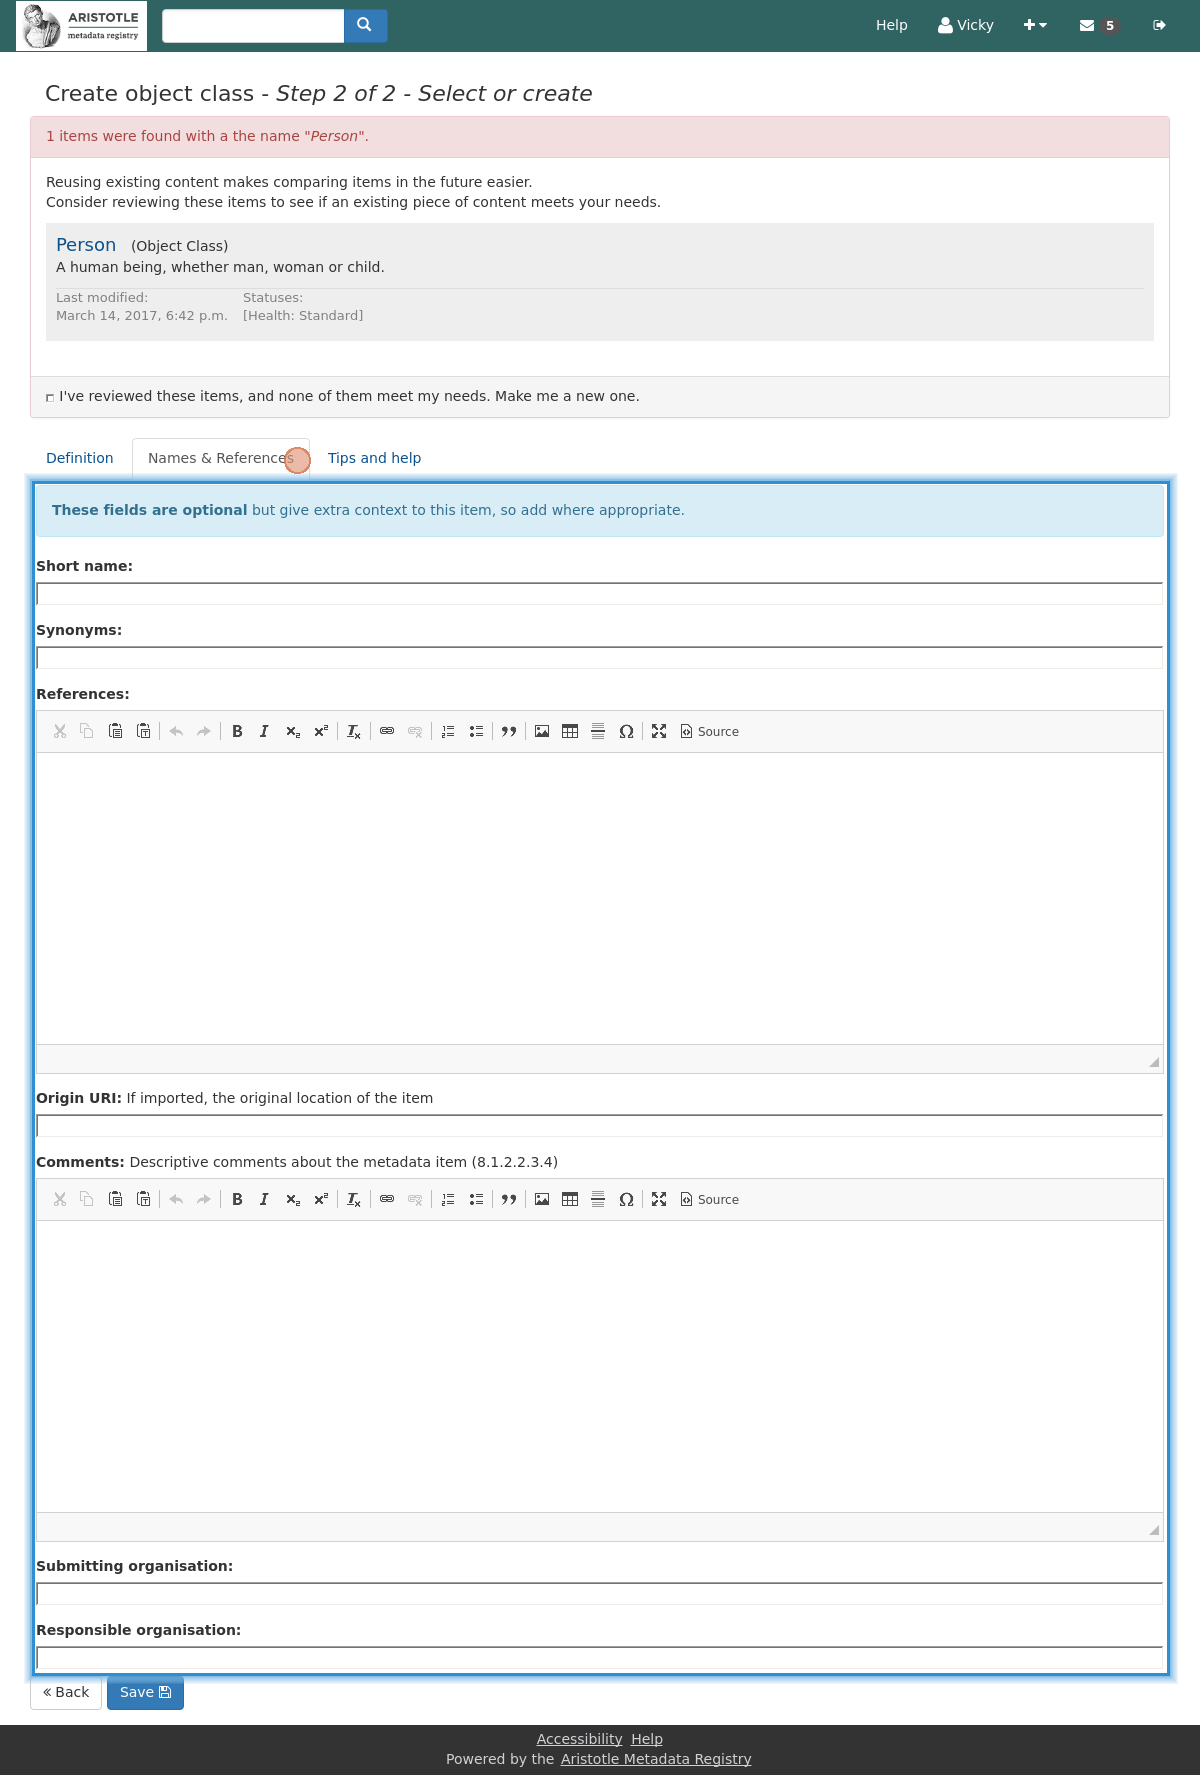 ARISTOTLE
metadata registry
Help
Vicky
5
Create object class - Step 2 of 2 - Select or create
1 items were found with a the name "Person".
Reusing existing content makes comparing items in the future easier.
Consider reviewing these items to see if an existing piece of content meets your needs.
Person (Object Class)
A human being, whether man, woman or child.
Last modified: Statuses:
March 14, 2017, 6:42 p.m. [Health: Standard]
I've reviewed these items, and none of them meet my needs. Make me a new one.
Definition Names & References Tips and help
These fields are optional but give extra context to this item, so add where appropriate.
Short name:
Synonyms:
References:
Source
Origin URI: If imported, the original location of the item
Comments: Descriptive comments about the metadata item (8.1.2.2.3.4)
Source
Submitting organisation:
Responsible organisation:
« Back Save
Accessibility Help
Powered by the Aristotle Metadata Registry